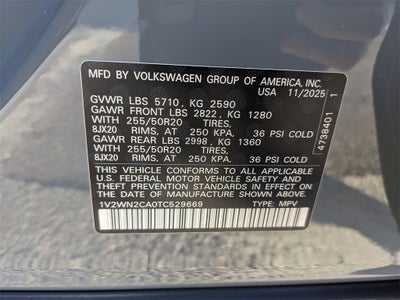 MFD BY VOLKSWAGEN GROUP OF AMERICA, INC.
USA 11/2025
GVWR LBS 5710, KG 2590
GAWR FRONT LBS 2822, KG 1280
WITH 255/50R20 TIRES,
8JX20 RIMS, AT 250 KPA, 36 PSI COLD
GAWR REAR LBS 2998, KG 1360
WITH 255/50R20 TIRES,
8JX20 RIMS, AT 250 KPA, 36 PSI COLD
THIS VEHICLE CONFORMS TO ALL APPLICABLE
U.S. FEDERAL MOTOR VEHICLE SAFETY STANDARDS
IN EFFECT ON THE DATE OF MANUFACTURE SHOWN ABOVE.
1V2WN2CA0TC529669 TYPE: MPV
4738401 1